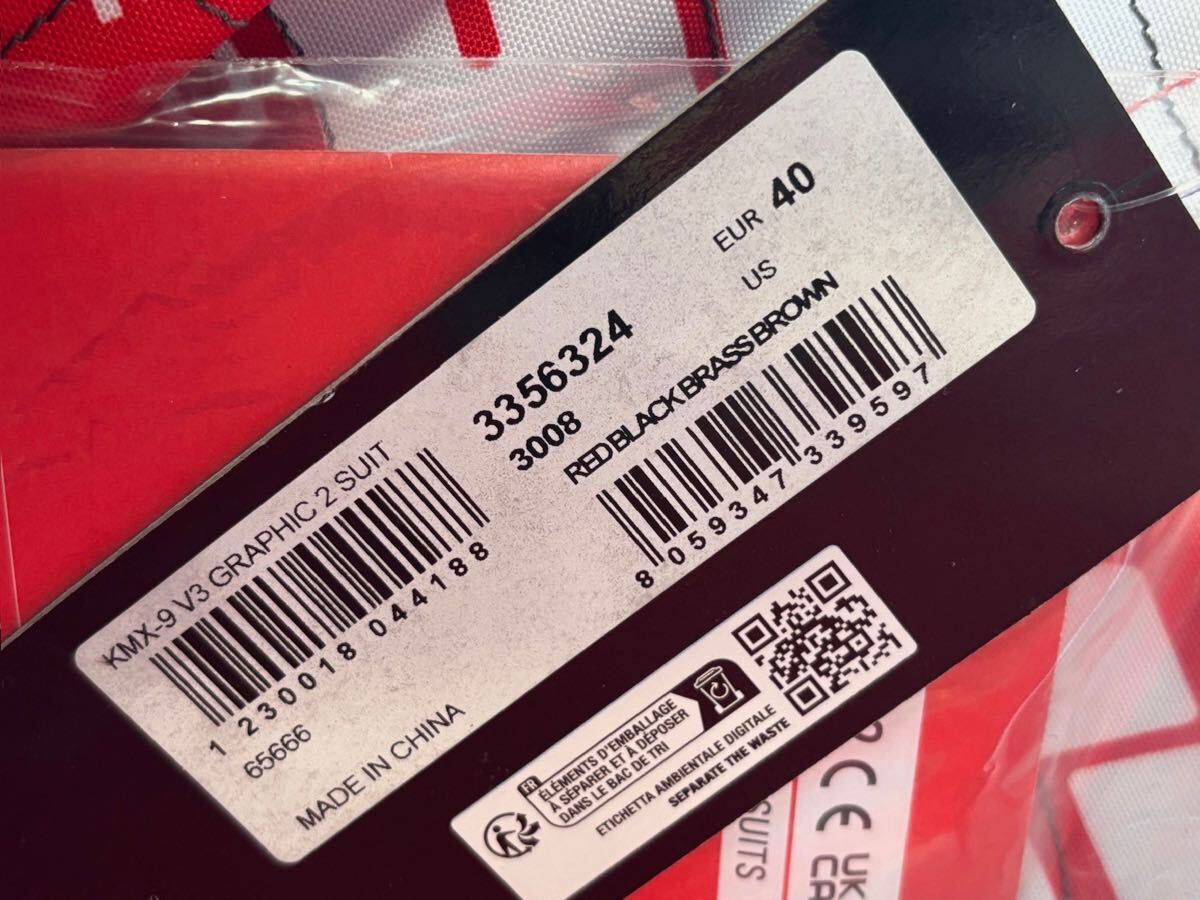 EUR 40
US
3356324
3008
RED BLACK BRASS BROWN
8 059347 339597
KMX-9 V3 GRAPHIC 2 SUIT
1 230018 044188
65666
MADE IN CHINA
FR
ÉLÉMENTS D'EMBALLAGE
À SÉPARER ET À DÉPOSER
DANS LE BAC DE TRI
ETICHETTA AMBIENTALE DIGITALE
SEPARATE THE WASTE
CE
UK
CA
SUITS